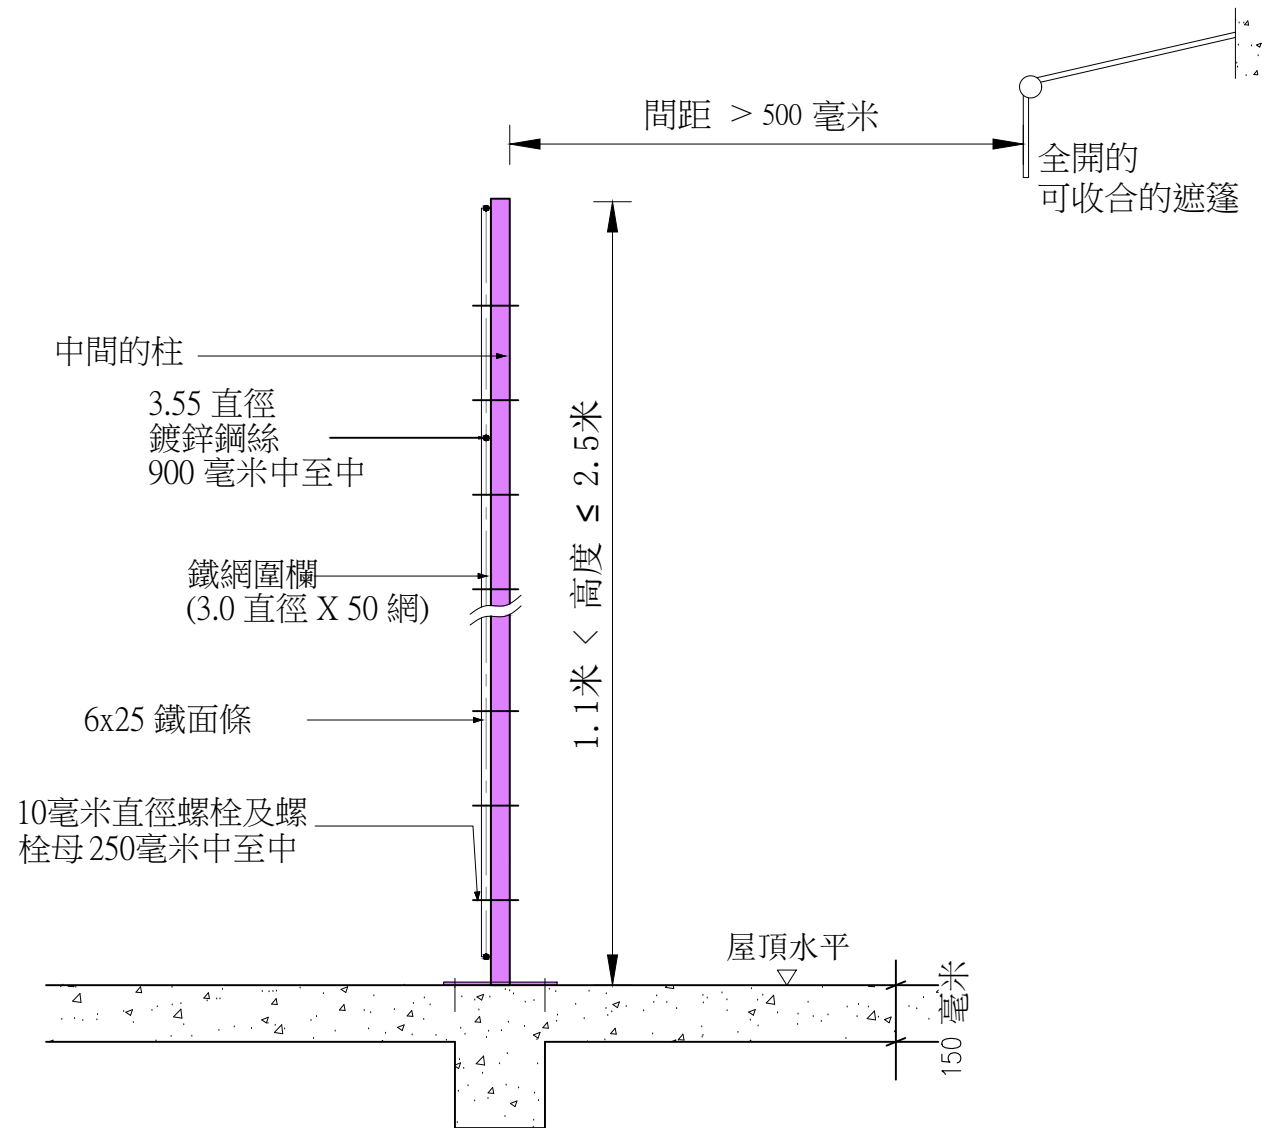 間距 > 500 毫米
全開的
可收合的遮篷
中間的柱
3.55 直徑
鍍鋅鋼絲
900 毫米中至中
1.1米 < 高度 ≤ 2.5米
鐵網圍欄
(3.0 直徑 X 50 網)
6x25 鐵面條
10毫米直徑螺栓及螺
栓母250毫米中至中
屋頂水平
150 毫米